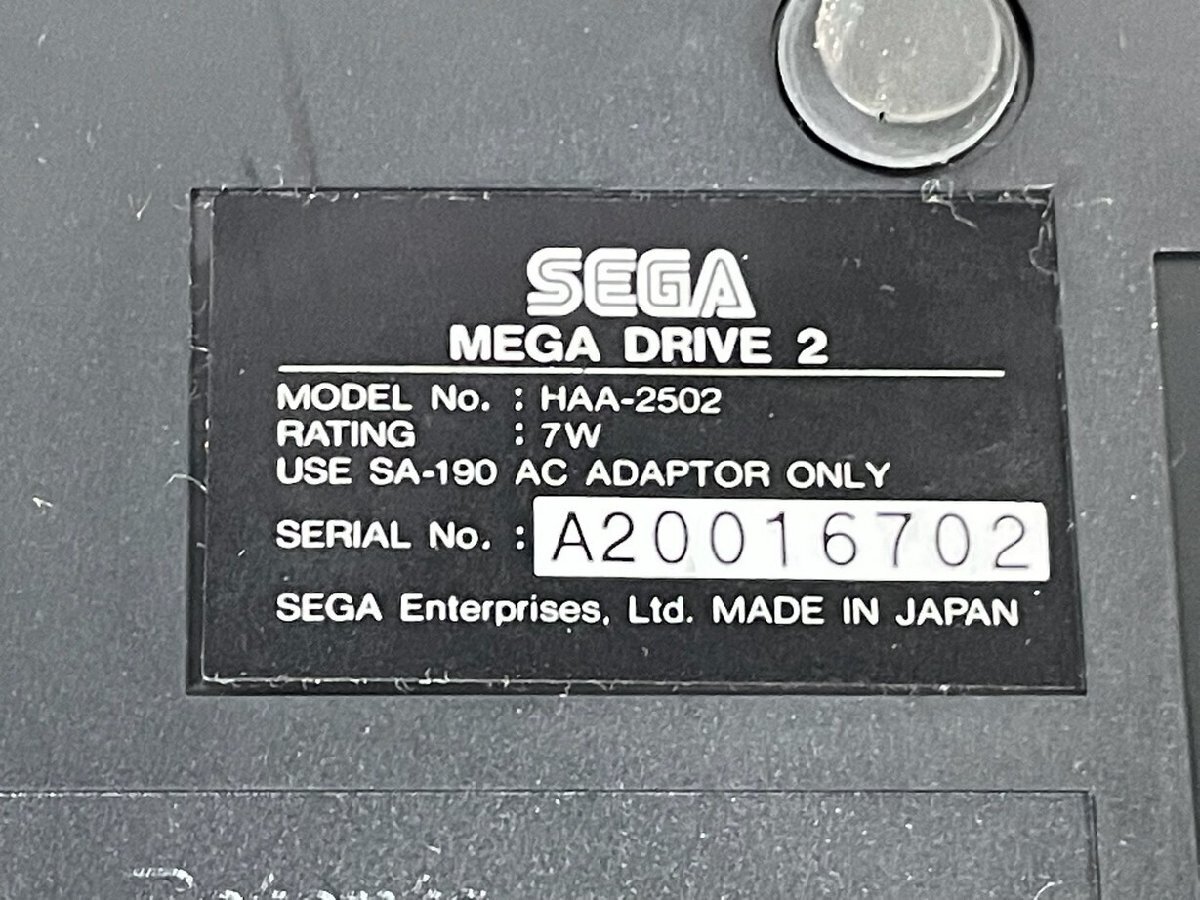 SEGA
MEGA DRIVE 2
MODEL No. : HAA-2502
RATING : 7W
USE SA-190 AC ADAPTOR ONLY
SERIAL No. : A20016702
SEGA Enterprises, Ltd. MADE IN JAPAN